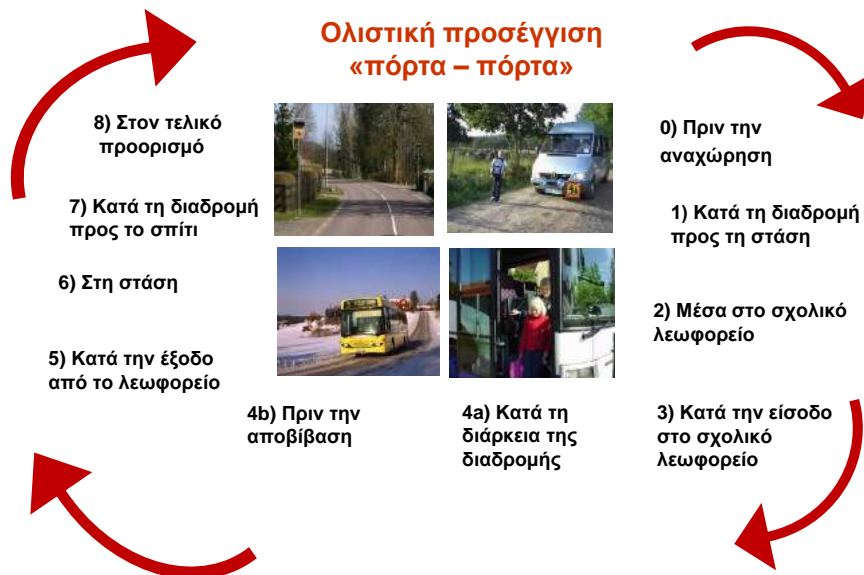 Ολιστική προσέγγιση
«πόρτα – πόρτα»
0) Πριν την
αναχώρηση
1) Κατά τη διαδρομή
προς τη στάση
2) Μέσα στο σχολικό
λεωφορείο
3) Κατά την είσοδο
στο σχολικό
λεωφορείο
4a) Κατά τη
διάρκεια της
διαδρομής
4b) Πριν την
αποβίβαση
5) Κατά την έξοδο
από το λεωφορείο
6) Στη στάση
7) Κατά τη διαδρομή
προς το σπίτι
8) Στον τελικό
προορισμό